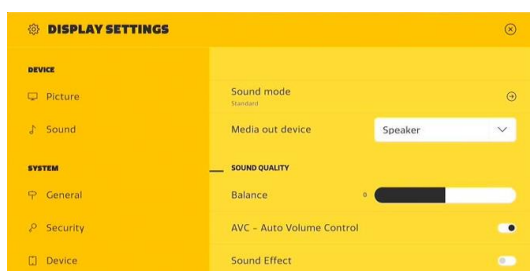 DISPLAY SETTINGS
DEVICE
Picture
Sound
SYSTEM
General
Security
Device
Sound mode
Standard
Media out device
Speaker
SOUND QUALITY
Balance
0
AVC - Auto Volume Control
Sound Effect